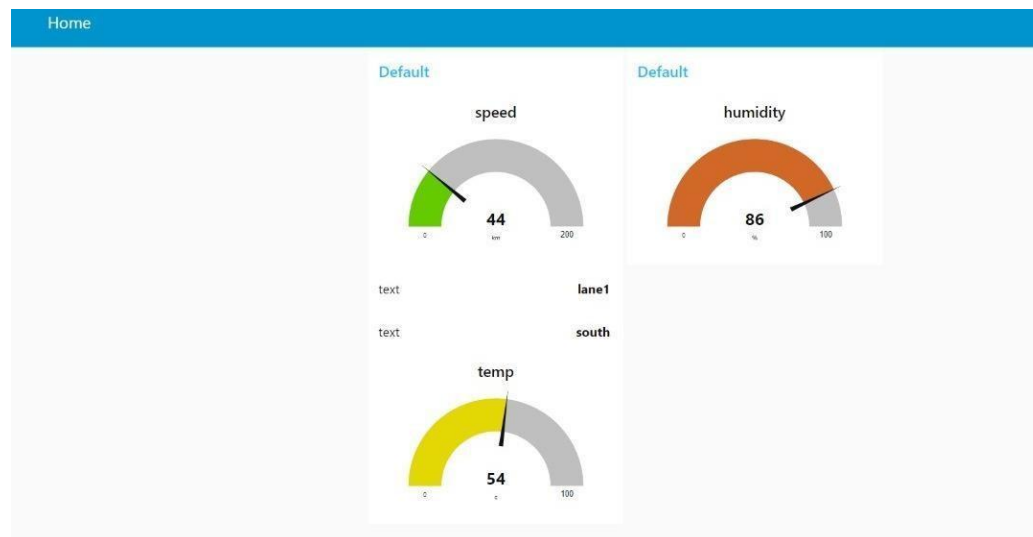 Home
Default
speed
44
km
0
200
text
lane1
text
south
temp
54
c
0
100
Default
humidity
86
%
0
100